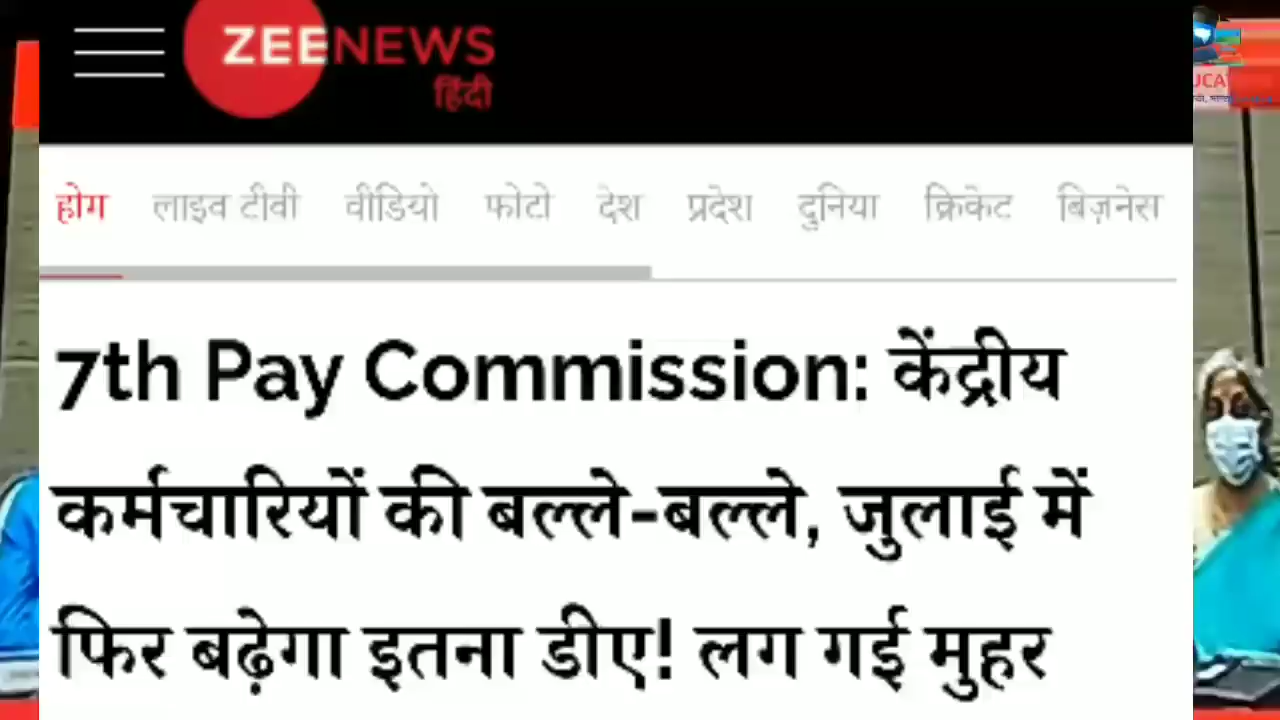 ZEENEWS
हिंदी
होम लाइव टीवी वीडियो फोटो देश प्रदेश दुनिया क्रिकेट बिज़नेस
7th Pay Commission: केंद्रीय
कर्मचारियों की बल्ले-बल्ले, जुलाई में
फिर बढ़ेगा इतना डीए! लग गई मुहर